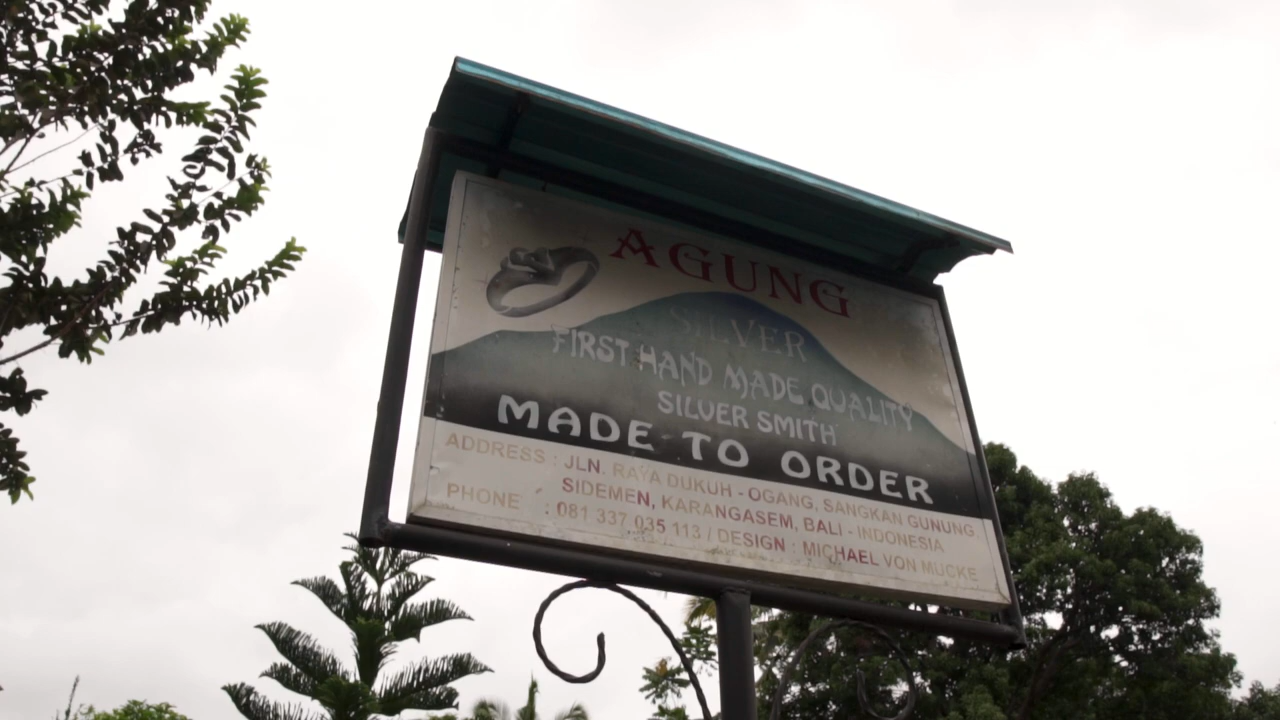 AGUNG
SILVER
FIRST HAND MADE QUALITY
SILVER SMITH
MADE TO ORDER
ADDRESS : JLN. RAYA DUKUH - OGANG, SANGKAN GUNUNG,
SIDEMEN, KARANGASEM, BALI - INDONESIA
PHONE : 081 337 035 113 / DESIGN : MICHAEL VON MUCKE